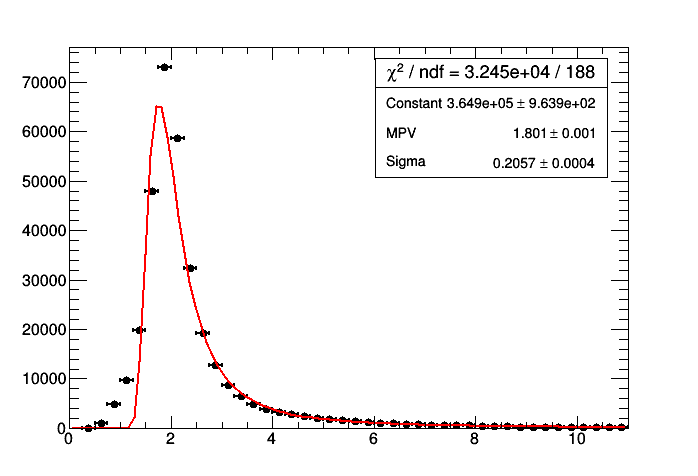 χ² / ndf = 3.245e+04 / 188
Constant 3.649e+05 ± 9.639e+02
MPV 1.801 ± 0.001
Sigma 0.2057 ± 0.0004
70000
60000
50000
40000
30000
20000
10000
0
0 2 4 6 8 10